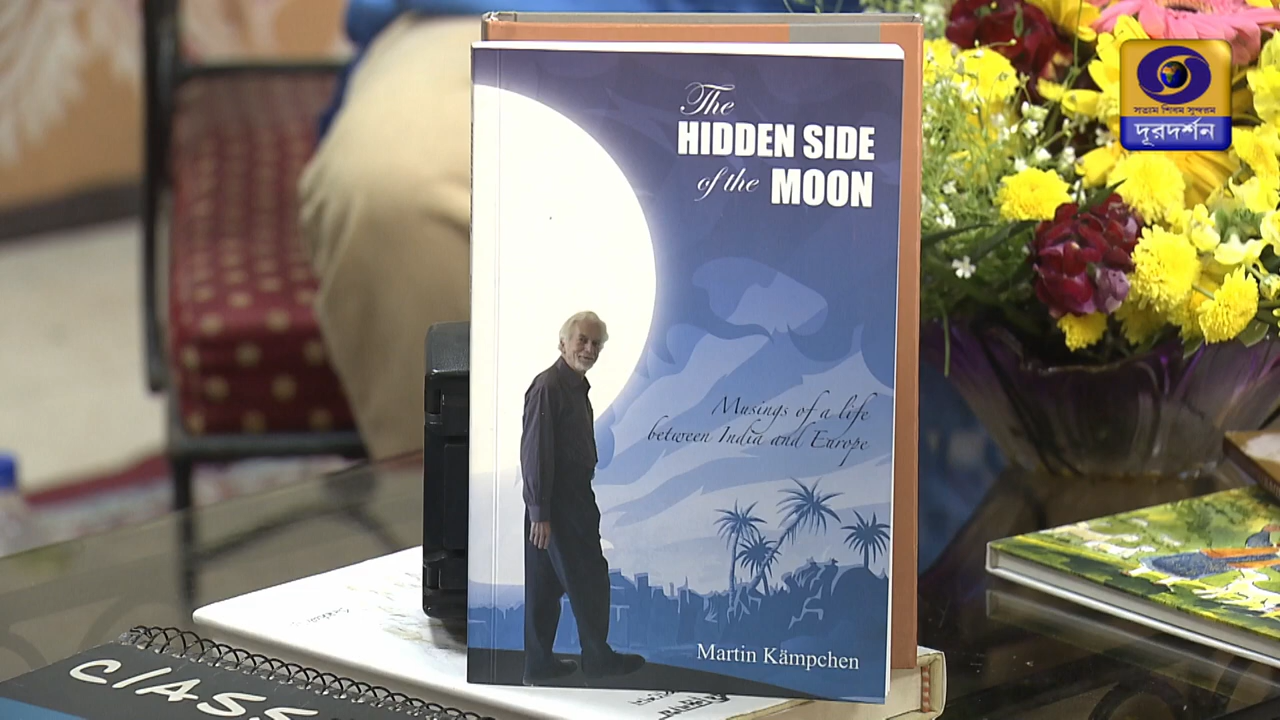 The
HIDDEN SIDE
of the MOON
Musings of a life
between India and Europe
Martin Kämpchen
সত্যম শিবম সুন্দরম
দূরদর্শন
CLASS